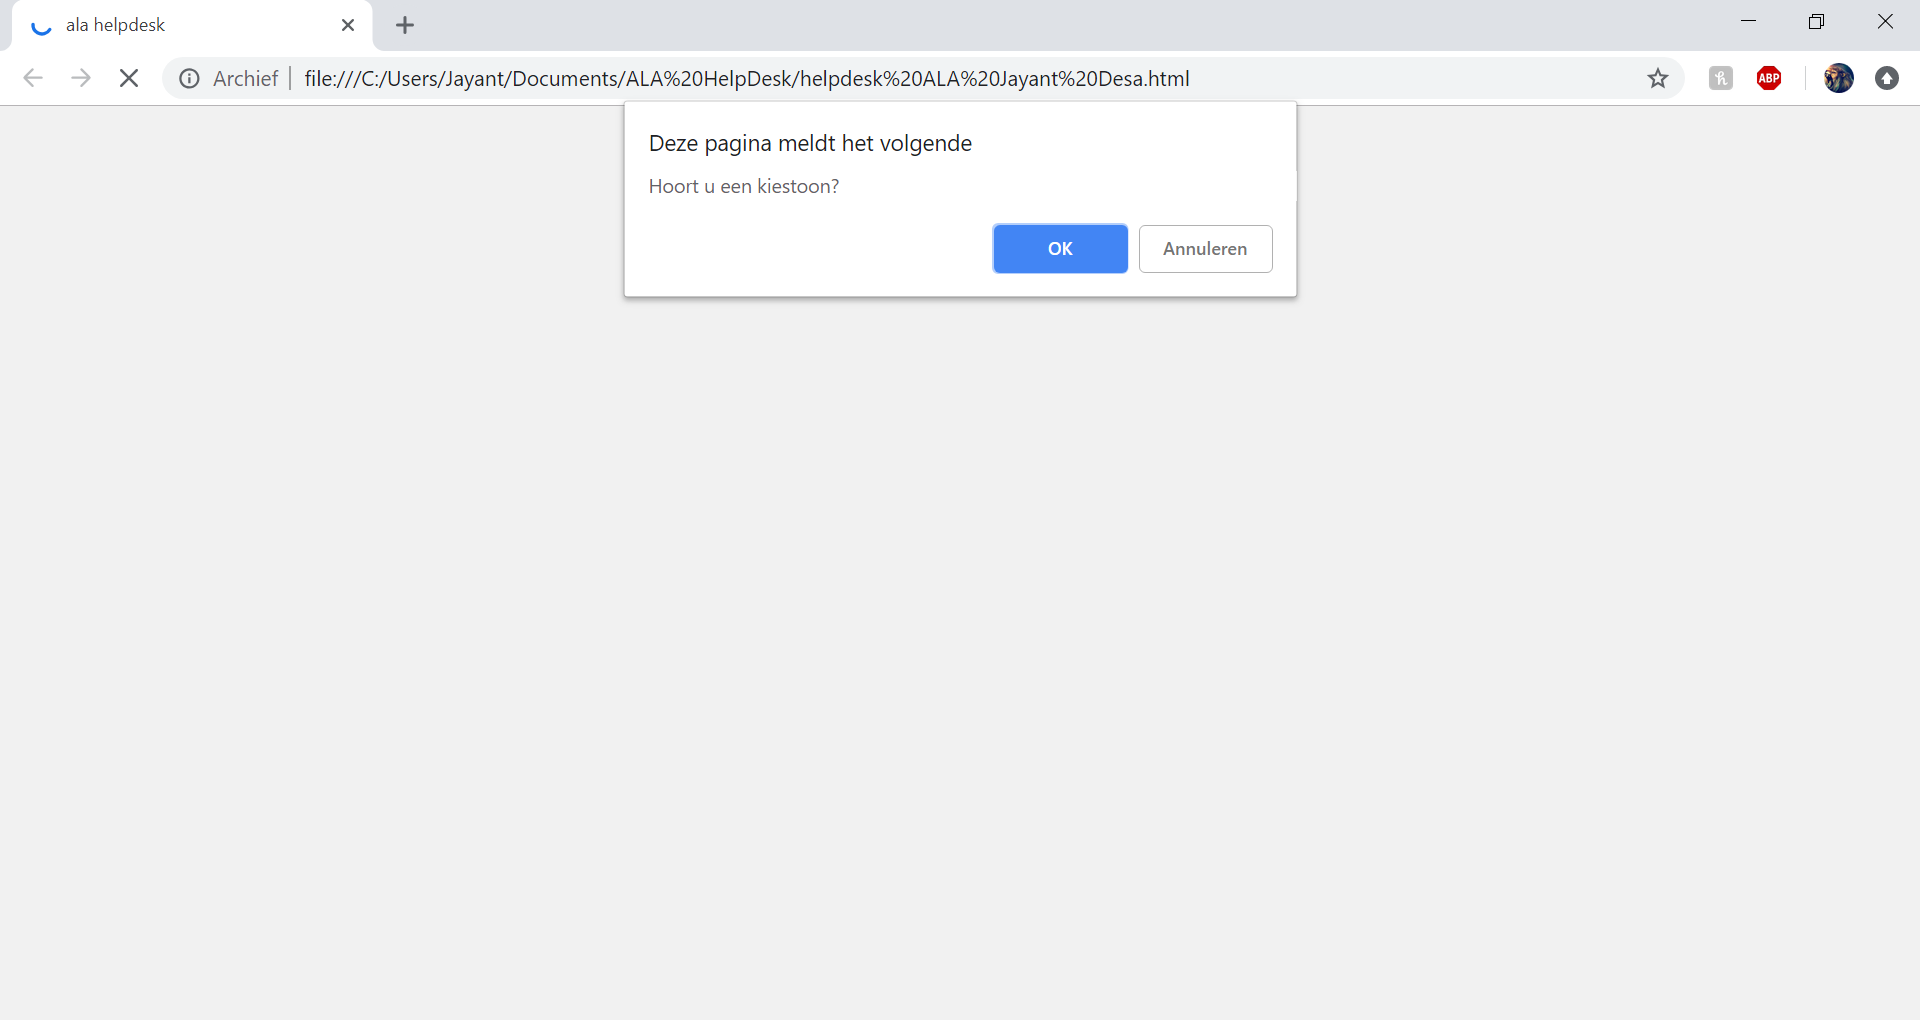 ala helpdesk
Archief file:///C:/Users/Jayant/Documents/ALA%20HelpDesk/helpdesk%20ALA%20Jayant%20Desa.html
ABP
Deze pagina meldt het volgende
Hoort u een kiestoon?
OK Annuleren